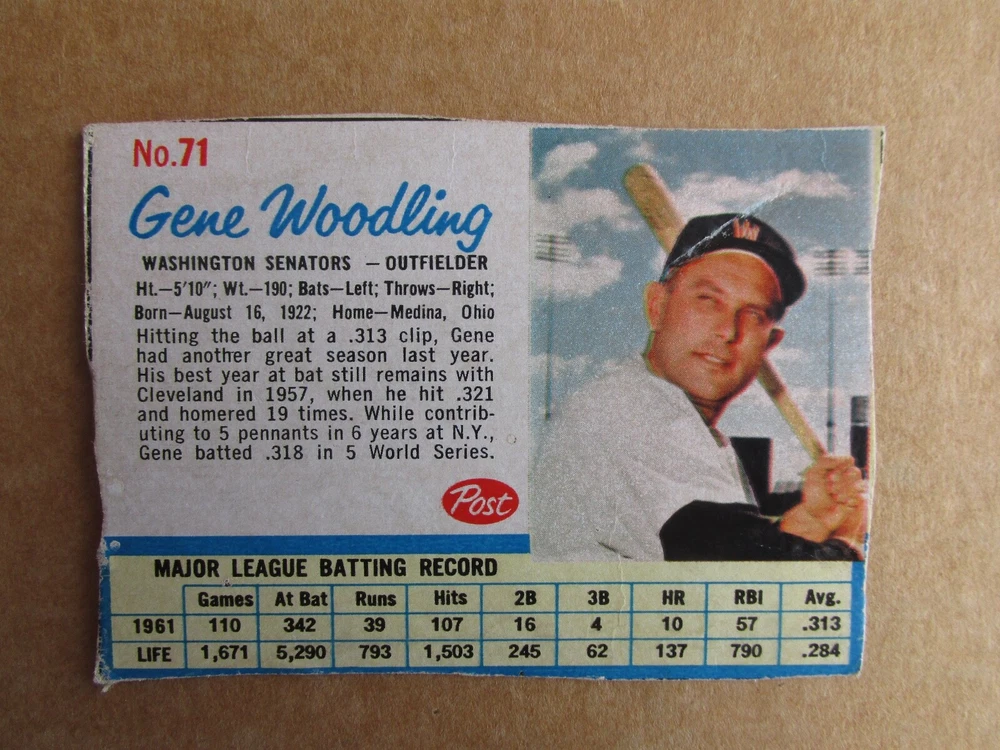 No.71
Gene Woodling
WASHINGTON SENATORS — OUTFIELDER
Ht.—5'10"; Wt.—190; Bats—Left; Throws—Right;
Born—August 16, 1922; Home—Medina, Ohio
Hitting the ball at a .313 clip, Gene
had another great season last year.
His best year at bat still remains with
Cleveland in 1957, when he hit .321
and homered 19 times. While contrib-
uting to 5 pennants in 6 years at N.Y.,
Gene batted .318 in 5 World Series.
Post
W
MAJOR LEAGUE BATTING RECORD
Games At Bat Runs Hits 2B 3B HR RBI Avg.
1961 110 342 39 107 16 4 10 57 .313
LIFE 1,671 5,290 793 1,503 245 62 137 790 .284